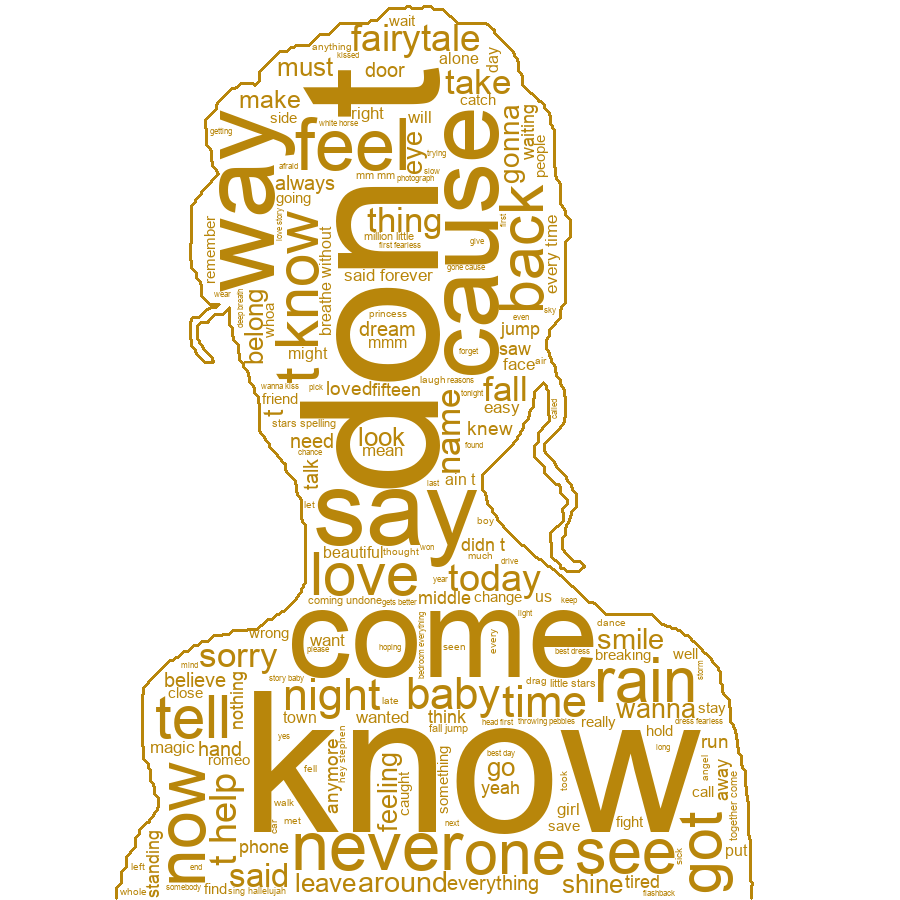 wait
fairytale
anything
kissed
alone
day
must
door
take
t
make
catch
side
right
will
white horse
way
feel
eye
cause
gonna
waiting
people
getting
afraid
trying
slow
mm mm
photograph
always
going
don
back
thing
remember
love story
t know
million little
first fearless
give
first
every time
breathe without
said forever
gone cause
wear
deep breath
belong
whoa
princess
dream
mmm
sky
even
jump
might
forget
saw
face
air
wanna kiss
pick
loved
fifteen
laugh
reasons
tonight
fall
friend
t
easy
called
stars spelling
name
need
look
mean
knew
chance
found
talk
last
ain t
let
say
boy
beautiful
thought
won
didn t
much
love
year
today
drive
coming undone
gets better
middle
change
us
keep
come
light
dance
wrong
want
please
hoping
bedroom everything
seen
every
best dress
smile
breaking
well
sorry
mind
believe
story baby
drag
little stars
rain
storm
close
nothing
night
late
baby
time
wanna
stay
tell
town
wanted
think
fall jump
head first
throwing pebbles
really
dress fearless
hold
magic
hand
yes
know
best day
long
run
romeo
anymore
hey stephen
feeling
caught
something
go
yeah
took
angel
away
together come
call
now
t help
fell
walk
car
met
next
girl
save
fight
got
phone
never
one
see
sick
put
standing
left
whole
end
somebody
said
find
sing hallelujah
leave
around
everything
shine
tired
flashback